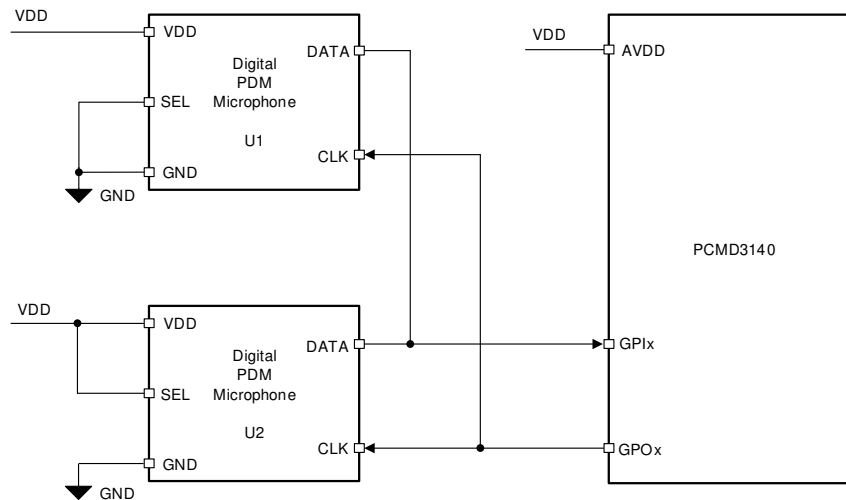 VDD
VDD
SEL
GND
GND
Digital
PDM
Microphone
U1
DATA
CLK
VDD
AVDD
PCMD3140
GPIx
GPOx
VDD
VDD
SEL
GND
GND
Digital
PDM
Microphone
U2
DATA
CLK